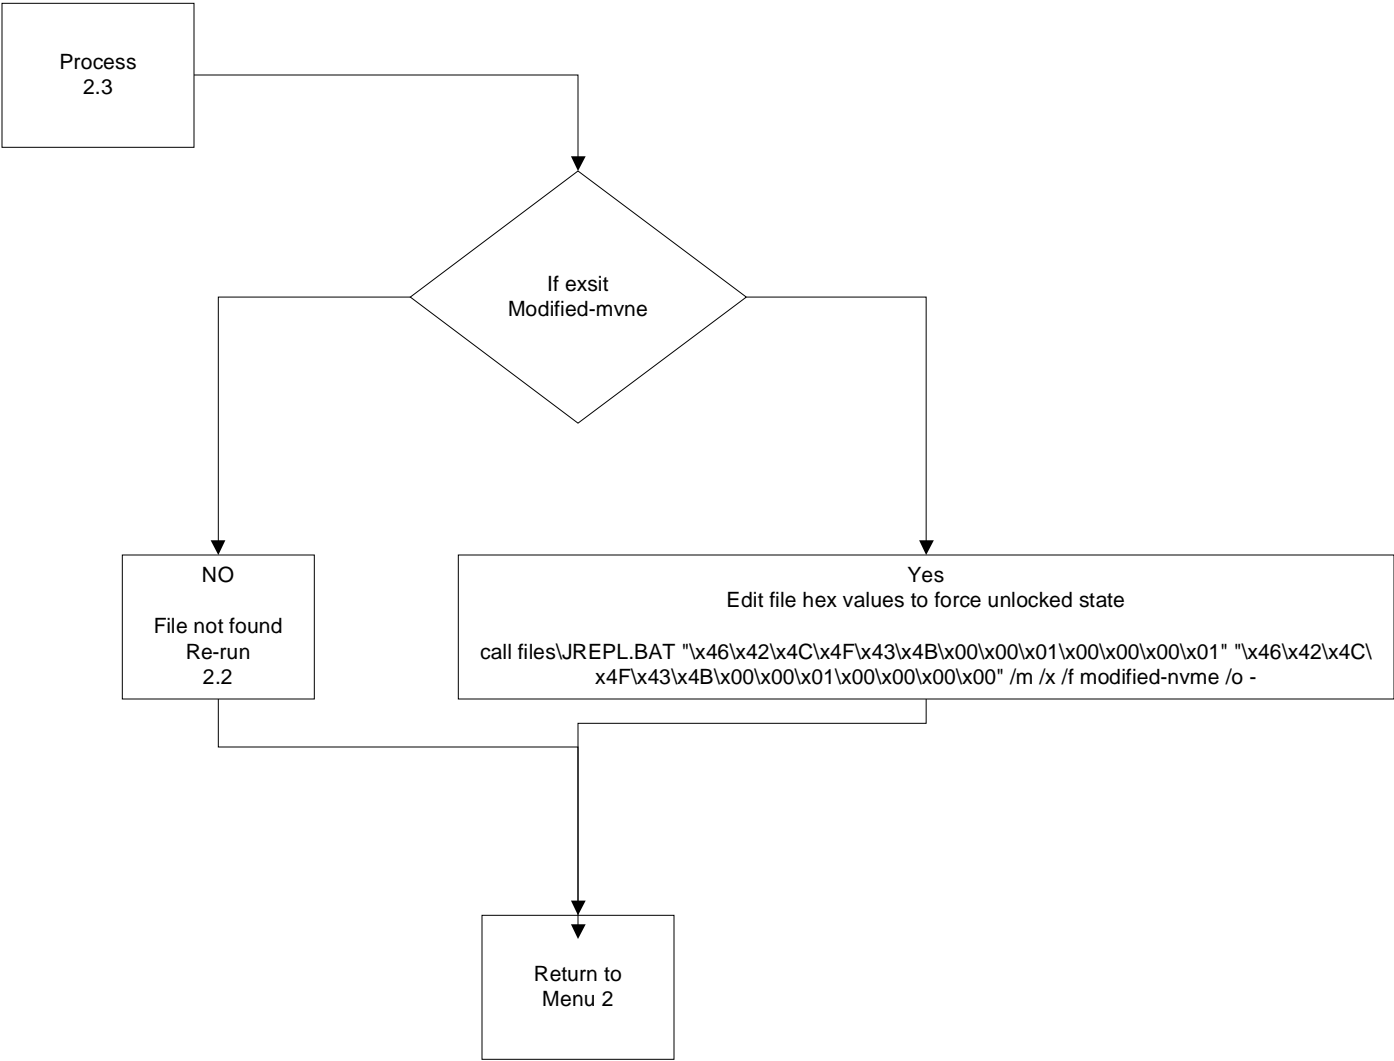 Process
2.3
If exsit
Modified-mvne
NO
File not found
Re-run
2.2
Yes
Edit file hex values to force unlocked state
call files\JREPL.BAT "\x46\x42\x4C\x4F\x43\x4B\x00\x00\x01\x00\x00\x00\x01" "\x46\x42\x4C\
x4F\x43\x4B\x00\x00\x01\x00\x00\x00\x00" /m /x /f modified-nvme /o -
Return to
Menu 2